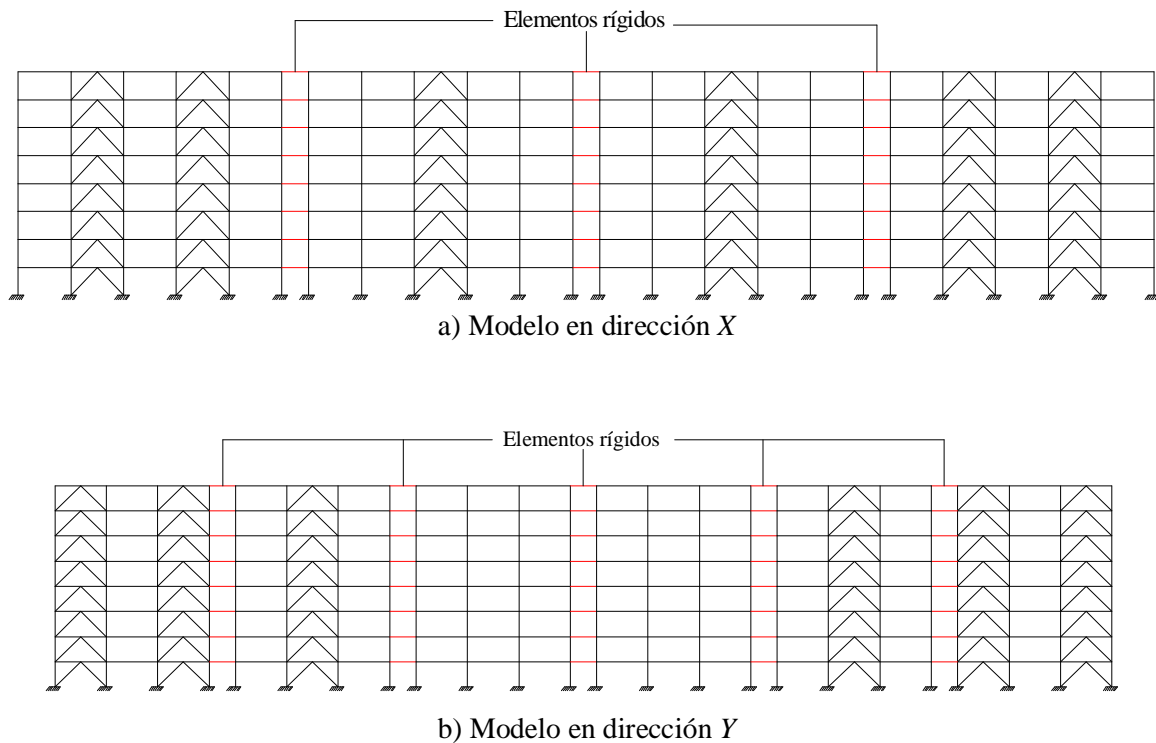 Elementos rígidos
a) Modelo en dirección X
Elementos rígidos
b) Modelo en dirección Y